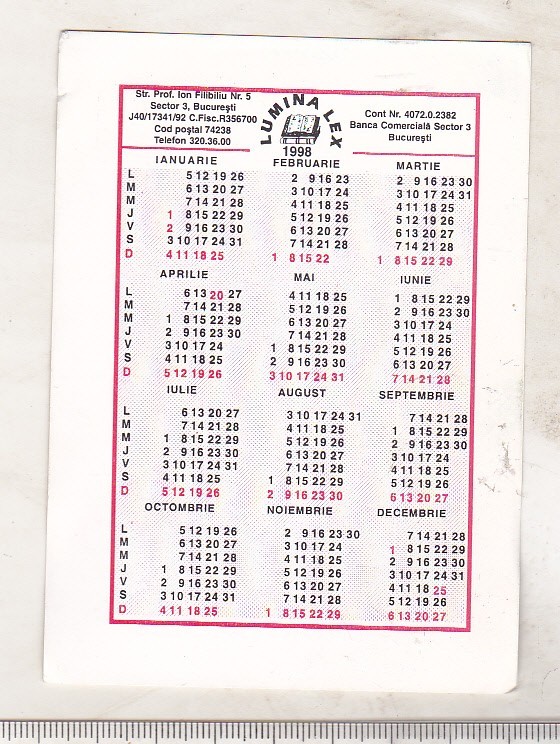 Str. Prof. Ion Filibiliu Nr. 5
Sector 3, Bucureşti
J40/17341/92 C.Fisc.R356700
Cod poştal 74238
Telefon 320.36.00
LUMINA LEX
1998
Cont Nr. 4072.0.2382
Banca Comercială Sector 3
Bucureşti
IANUARIE FEBRUARIE MARTIE
L 5 12 19 26 2 9 16 23 2 9 16 23 30
M 6 13 20 27 3 10 17 24 3 10 17 24 31
M 7 14 21 28 4 11 18 25 4 11 18 25
J 1 8 15 22 29 5 12 19 26 5 12 19 26
V 2 9 16 23 30 6 13 20 27 6 13 20 27
S 3 10 17 24 31 7 14 21 28 7 14 21 28
D 4 11 18 25 1 8 15 22 1 8 15 22 29
APRILIE MAI IUNIE
L 6 13 20 27 4 11 18 25 1 8 15 22 29
M 7 14 21 28 5 12 19 26 2 9 16 23 30
M 1 8 15 22 29 6 13 20 27 3 10 17 24
J 2 9 16 23 30 7 14 21 28 4 11 18 25
V 3 10 17 24 1 8 15 22 29 5 12 19 26
S 4 11 18 25 2 9 16 23 30 6 13 20 27
D 5 12 19 26 3 10 17 24 31 7 14 21 28
IULIE AUGUST SEPTEMBRIE
L 6 13 20 27 3 10 17 24 31 7 14 21 28
M 7 14 21 28 4 11 18 25 1 8 15 22 29
M 1 8 15 22 29 5 12 19 26 2 9 16 23 30
J 2 9 16 23 30 6 13 20 27 3 10 17 24
V 3 10 17 24 31 7 14 21 28 4 11 18 25
S 4 11 18 25 1 8 15 22 29 5 12 19 26
D 5 12 19 26 2 9 16 23 30 6 13 20 27
OCTOMBRIE NOIEMBRIE DECEMBRIE
L 5 12 19 26 2 9 16 23 30 7 14 21 28
M 6 13 20 27 3 10 17 24 1 8 15 22 29
M 7 14 21 28 4 11 18 25 2 9 16 23 30
J 1 8 15 22 29 5 12 19 26 3 10 17 24 31
V 2 9 16 23 30 6 13 20 27 4 11 18 25
S 3 10 17 24 31 7 14 21 28 5 12 19 26
D 4 11 18 25 1 8 15 22 29 6 13 20 27